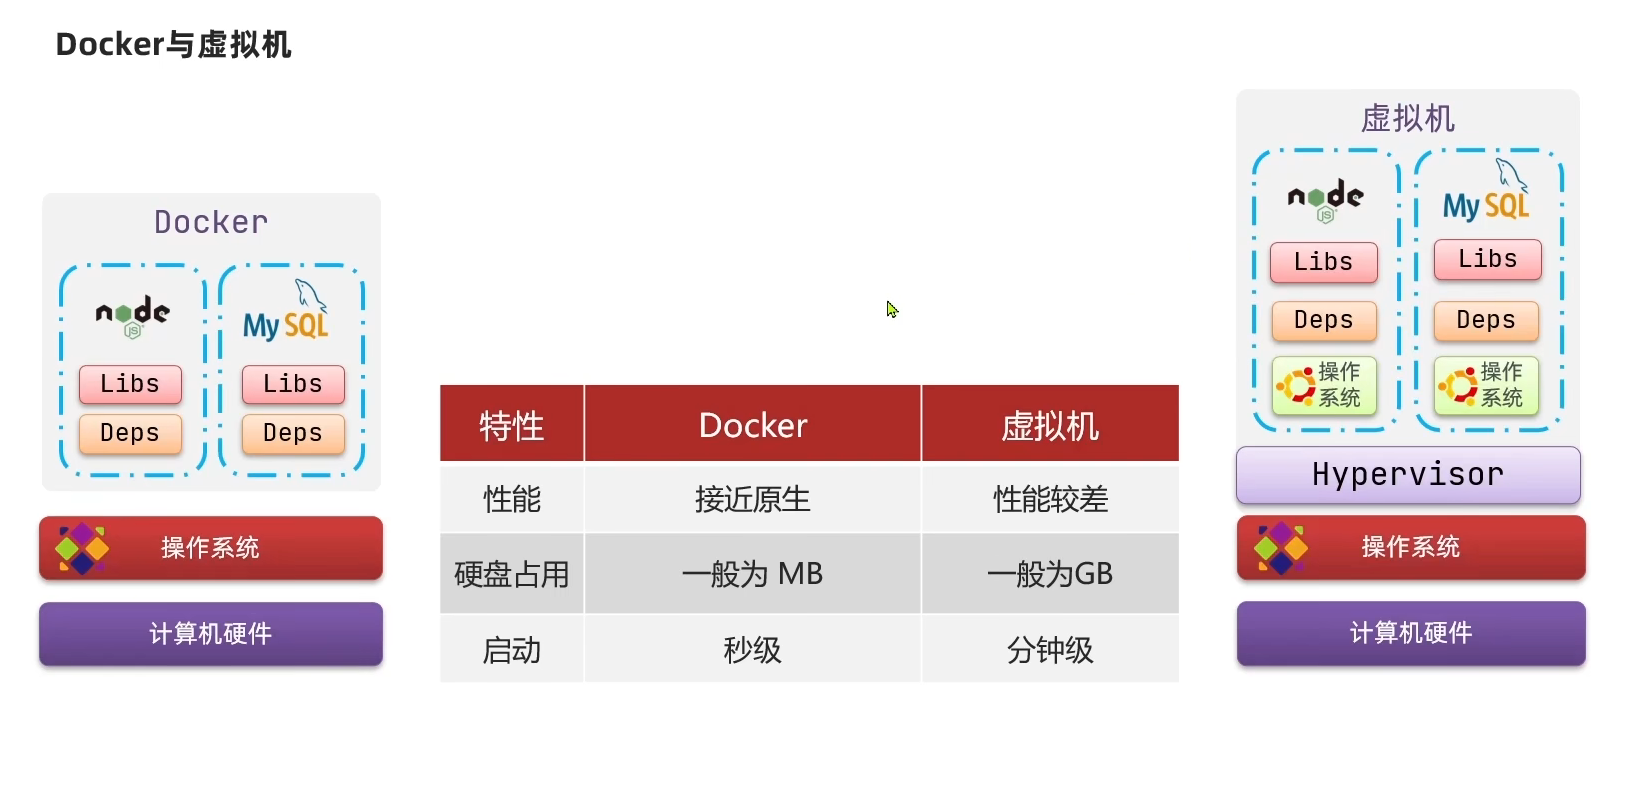 Docker与虚拟机
Docker
node
JS
MySQL
Libs
Libs
Deps
Deps
操作系统
计算机硬件
特性 Docker 虚拟机
性能 接近原生 性能较差
硬盘占用 一般为 MB 一般为GB
启动 秒级 分钟级
虚拟机
node
JS
MySQL
Libs
Libs
Deps
Deps
操作
系统
操作
系统
Hypervisor
操作系统
计算机硬件